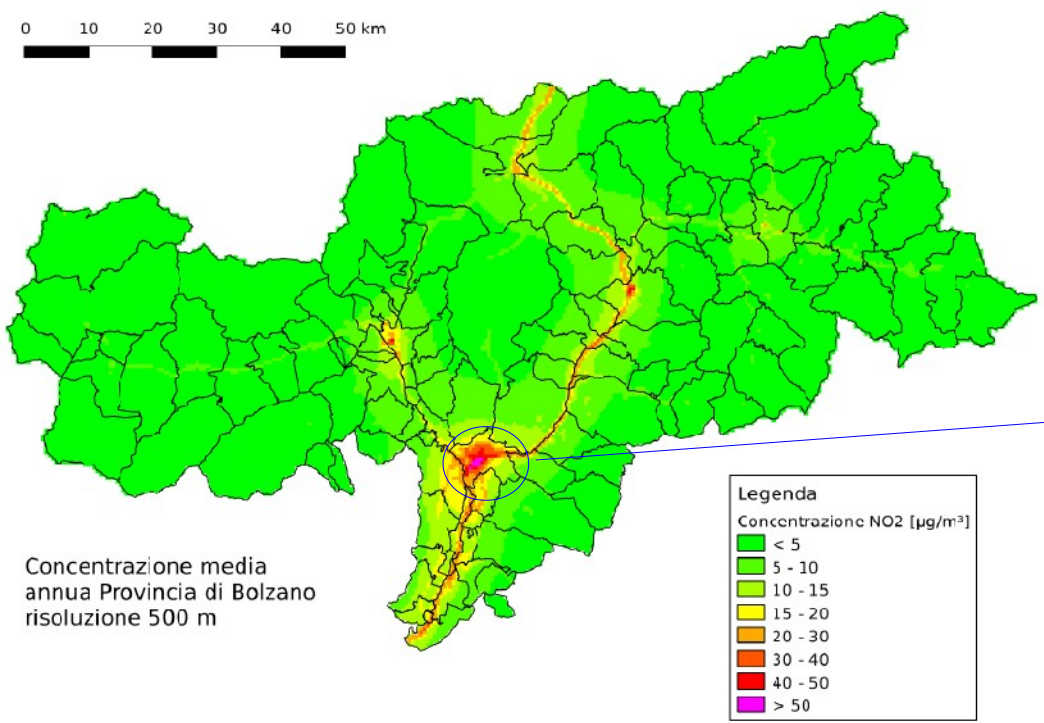 0 10 20 30 40 50 km
Legenda
Concentrazione NO2 [µg/m³]
< 5
5 - 10
10 - 15
15 - 20
20 - 30
30 - 40
40 - 50
> 50
Concentrazione media
annua Provincia di Bolzano
risoluzione 500 m